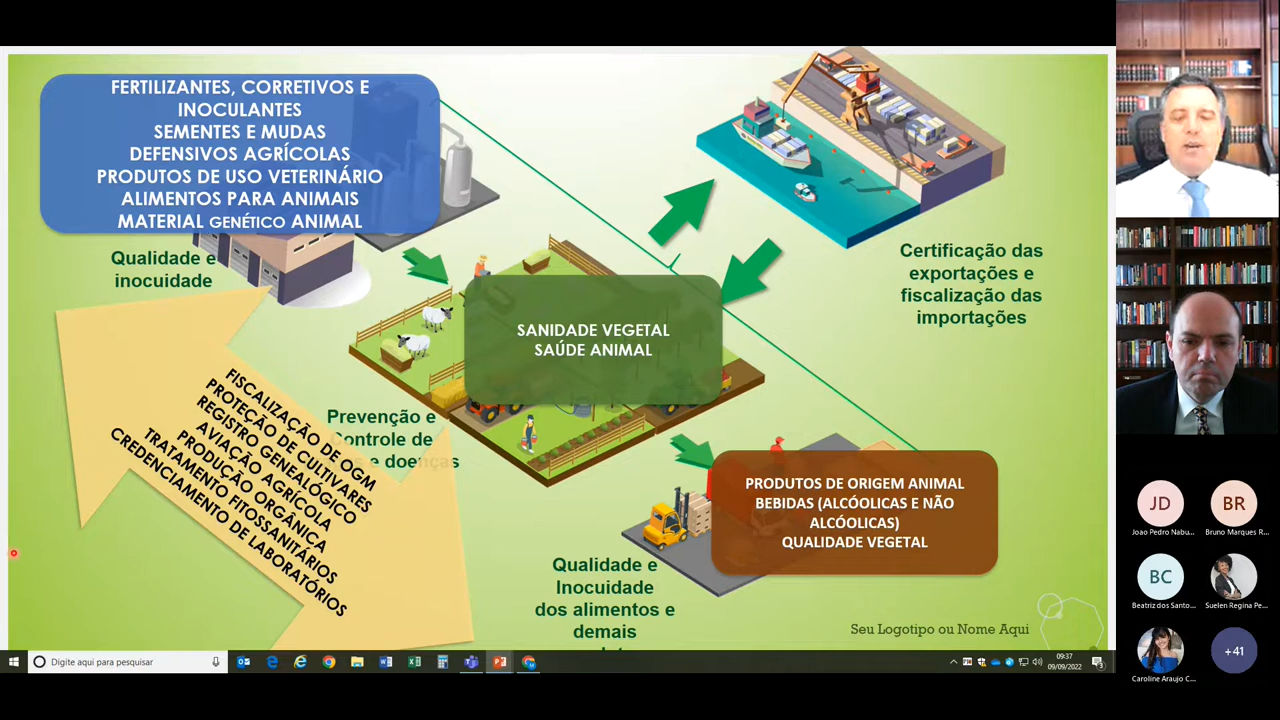 FERTILIZANTES, CORRETIVOS E
INOCULANTES
SEMENTES E MUDAS
DEFENSIVOS AGRÍCOLAS
PRODUTOS DE USO VETERINÁRIO
ALIMENTOS PARA ANIMAIS
MATERIAL GENÉTICO ANIMAL
Qualidade e
inocuidade
Certificação das
exportações e
fiscalização das
importações
SANIDADE VEGETAL
SAÚDE ANIMAL
FISCALIZAÇÃO DE OGM
PROTEÇÃO DE CULTIVARES
REGISTRO GENEALÓGICO
AVIAÇÃO AGRÍCOLA
PRODUÇÃO ORGÂNICA
TRATAMENTO FITOSSANITÁRIOS
CREDENCIAMENTO DE LABORATÓRIOS
Prevenção e
Controle de
e doenças
PRODUTOS DE ORIGEM ANIMAL
BEBIDAS (ALCÓOLICAS E NÃO
ALCÓOLICAS)
QUALIDADE VEGETAL
Qualidade e
Inocuidade
dos alimentos e
demais
Seu Logotipo ou Nome Aqui
Digite aqui para pesquisar
09:37
09/09/2022
JD
Joao Pedro Nabu...
BR
Bruno Marques R...
BC
Beatriz dos Santo...
Suelen Regina Pe...
Caroline Araujo C...
+41